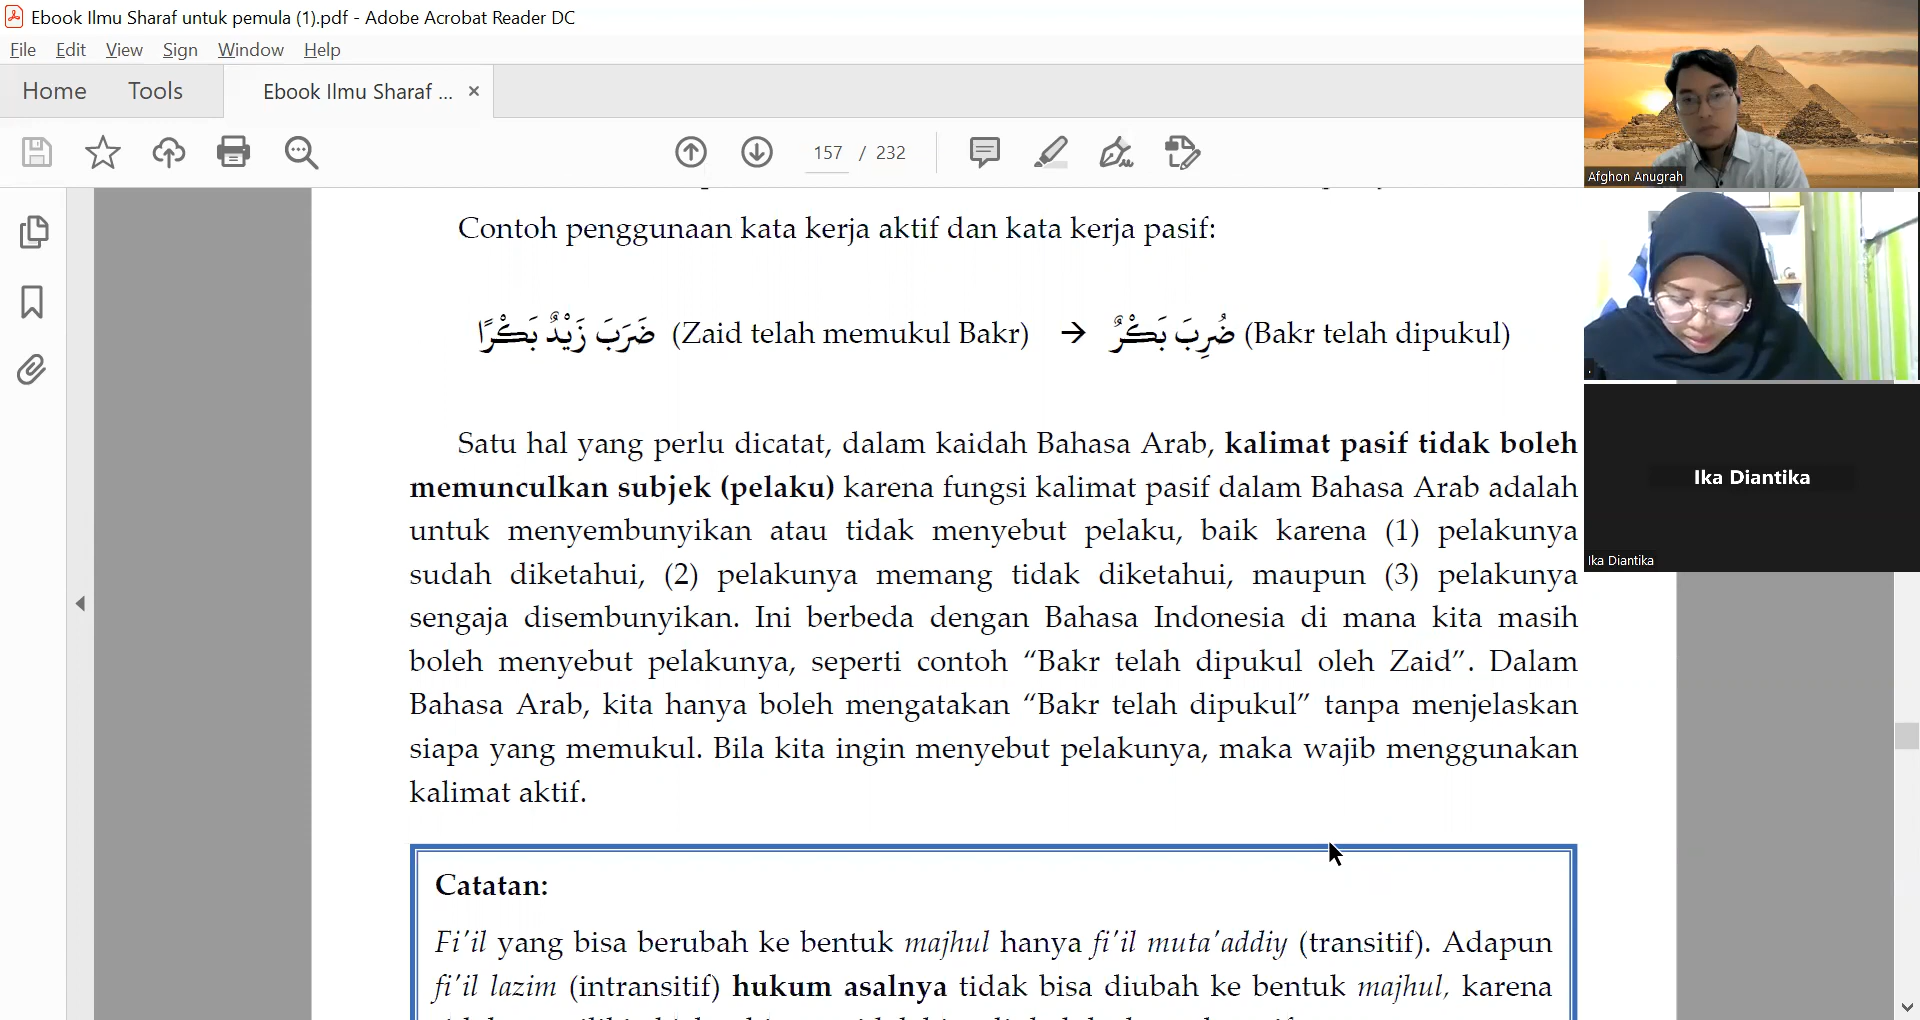 Ebook Ilmu Sharaf untuk pemula (1).pdf - Adobe Acrobat Reader DC
File Edit View Sign Window Help
Home Tools Ebook Ilmu Sharaf ... ×
157 / 232
Contoh penggunaan kata kerja aktif dan kata kerja pasif:
ضَرَبَ زَيْدٌ بَكْرًا (Zaid telah memukul Bakr) → ضُرِبَ بَكْرٌ (Bakr telah dipukul)
Satu hal yang perlu dicatat, dalam kaidah Bahasa Arab, kalimat pasif tidak boleh
memunculkan subjek (pelaku) karena fungsi kalimat pasif dalam Bahasa Arab adalah
untuk menyembunyikan atau tidak menyebut pelaku, baik karena (1) pelakunya
sudah diketahui, (2) pelakunya memang tidak diketahui, maupun (3) pelakunya
sengaja disembunyikan. Ini berbeda dengan Bahasa Indonesia di mana kita masih
boleh menyebut pelakunya, seperti contoh “Bakr telah dipukul oleh Zaid”. Dalam
Bahasa Arab, kita hanya boleh mengatakan “Bakr telah dipukul” tanpa menjelaskan
siapa yang memukul. Bila kita ingin menyebut pelakunya, maka wajib menggunakan
kalimat aktif.
Catatan:
Fi’il yang bisa berubah ke bentuk majhul hanya fi’il muta’addiy (transitif). Adapun
fi’il lazim (intransitif) hukum asalnya tidak bisa diubah ke bentuk majhul, karena
Afghon Anugrah
.
Ika Diantika
Ika Diantika